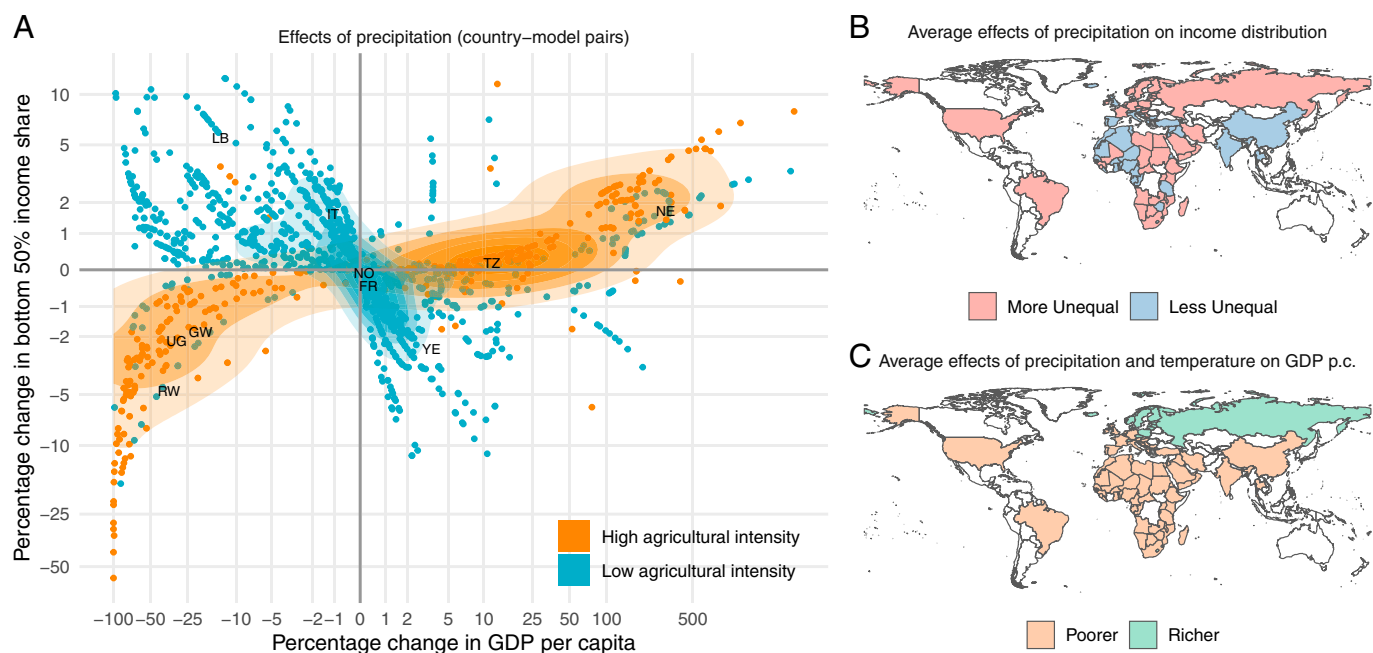 A
Effects of precipitation (country−model pairs)
Percentage change in bottom 50% income share
10
5
2
1
0
−1
−2
−5
−10
−25
−50
LB
IT
NE
TZ
NO
FR
GW
UG
YE
RW
High agricultural intensity
Low agricultural intensity
−100 −50 −25 −10 −5 −2 −1 0 1 2 5 10 25 50 100 500
Percentage change in GDP per capita
B
Average effects of precipitation on income distribution
More Unequal Less Unequal
C
Average effects of precipitation and temperature on GDP p.c.
Poorer Richer